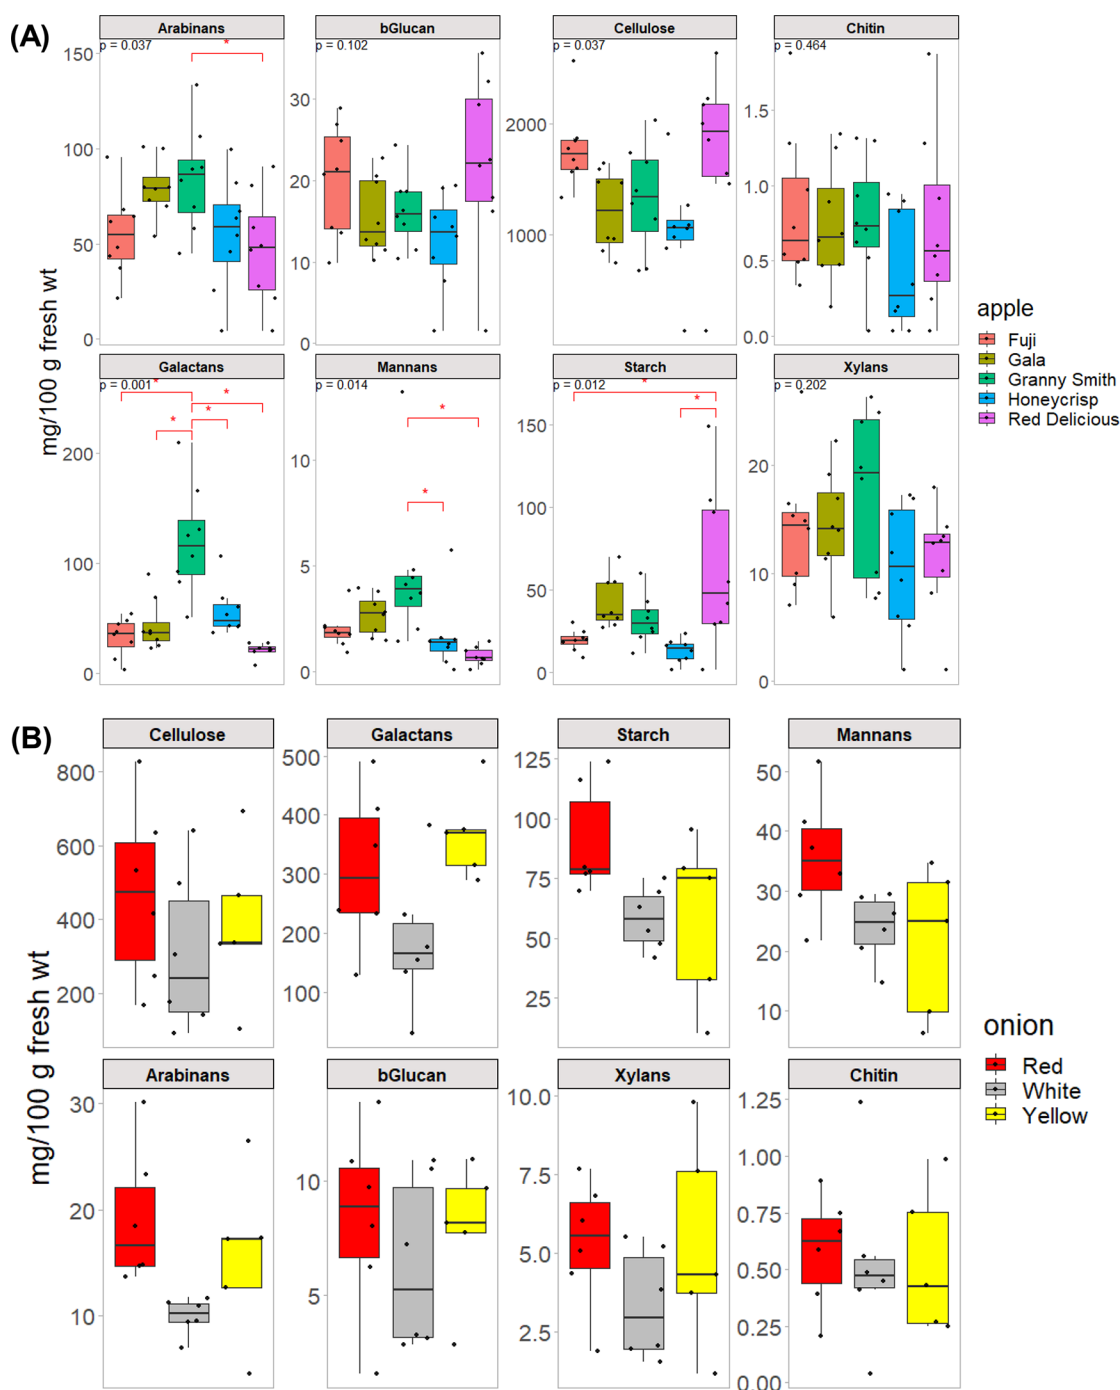 (A)
Arabinans
bGlucan
Cellulose
Chitin
p = 0.037
p = 0.102
p = 0.037
p = 0.464
*
150
100
50
0
30
20
10
0
2000
1000
1.5
1.0
0.5
0.0
mg/100 g fresh wt
Galactans
Mannans
Starch
Xylans
p = 0.001
p = 0.014
p = 0.012
p = 0.202
*
*
*
*
*
*
*
*
200
100
0
12
9
6
3
0
150
100
50
0
20
10
0
apple
Fuji
Gala
Granny Smith
Honeycrisp
Red Delicious
(B)
Cellulose
Galactans
Starch
Mannans
800
600
400
200
500
400
300
200
100
125
100
75
50
25
50
40
30
20
10
mg/100 g fresh wt
Arabinans
bGlucan
Xylans
Chitin
30
20
10
10
5
10.0
7.5
5.0
2.5
1.25
1.00
0.75
0.50
0.25
0.00
onion
Red
White
Yellow